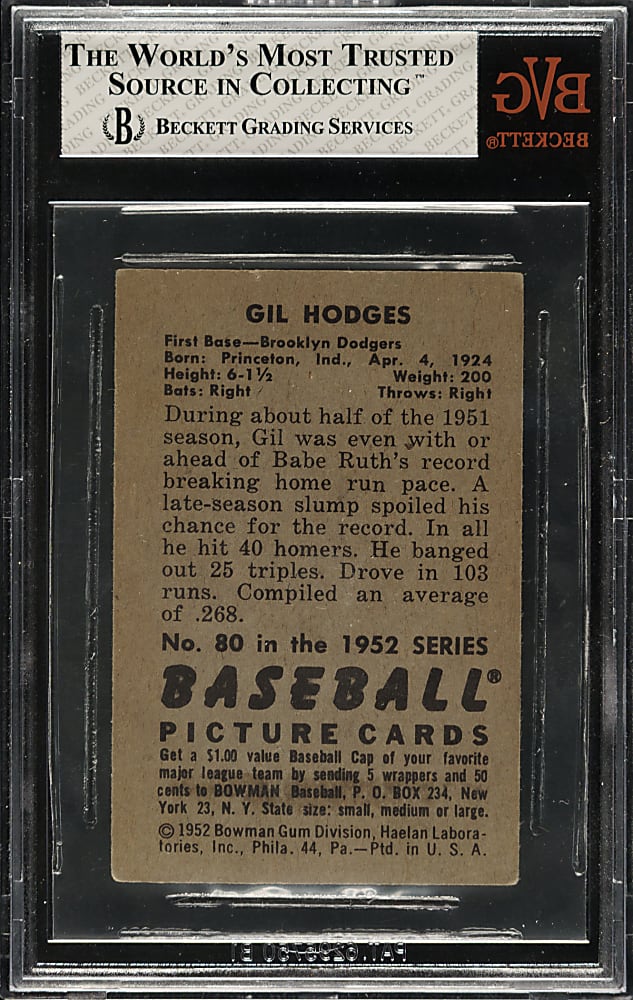 THE WORLD'S MOST TRUSTED
SOURCE IN COLLECTING™
B BECKETT GRADING SERVICES
BVG
BECKETT®
GIL HODGES
First Base—Brooklyn Dodgers
Born: Princeton, Ind., Apr. 4, 1924
Height: 6-1½ Weight: 200
Bats: Right Throws: Right
During about half of the 1951
season, Gil was even with or
ahead of Babe Ruth's record
breaking home run pace. A
late-season slump spoiled his
chance for the record. In all
he hit 40 homers. He banged
out 25 triples. Drove in 103
runs. Compiled an average
of .268.
No. 80 in the 1952 SERIES
BASEBALL®
PICTURE CARDS
Get a $1.00 value Baseball Cap of your favorite
major league team by sending 5 wrappers and 50
cents to BOWMAN Baseball, P. O. BOX 234, New
York 23, N. Y. State size: small, medium or large.
© 1952 Bowman Gum Division, Haelan Labora-
tories, Inc., Phila. 44, Pa.—Ptd. in U. S. A.